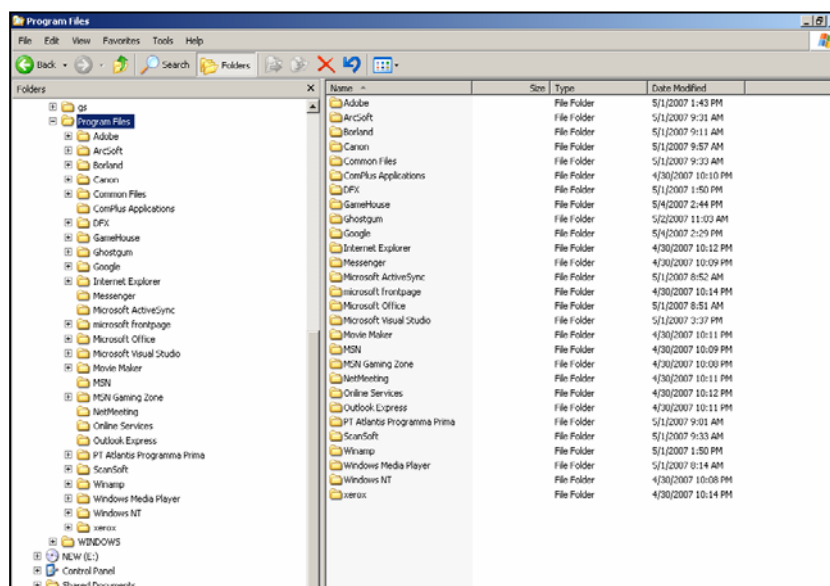 Program Files
File Edit View Favorites Tools Help
Back Search Folders
Folders
gs
Program Files
Adobe
ArcSoft
Borland
Canon
Common Files
ComPlus Applications
DFX
GameHouse
Ghostgum
Google
Internet Explorer
Messenger
Microsoft ActiveSync
microsoft frontpage
Microsoft Office
Microsoft Visual Studio
Movie Maker
MSN
MSN Gaming Zone
NetMeeting
Online Services
Outlook Express
PT Atlantis Programma Prima
ScanSoft
Winamp
Windows Media Player
Windows NT
xerox
WINDOWS
NEW (E:)
Control Panel
Shared Documents
Name Size Type Date Modified
Adobe File Folder 5/1/2007 1:43 PM
ArcSoft File Folder 5/1/2007 9:31 AM
Borland File Folder 5/1/2007 9:11 AM
Canon File Folder 5/1/2007 9:57 AM
Common Files File Folder 5/1/2007 9:33 AM
ComPlus Applications File Folder 4/30/2007 10:10 PM
DFX File Folder 5/1/2007 1:50 PM
GameHouse File Folder 5/4/2007 2:44 PM
Ghostgum File Folder 5/2/2007 11:03 AM
Google File Folder 5/4/2007 2:29 PM
Internet Explorer File Folder 4/30/2007 10:12 PM
Messenger File Folder 4/30/2007 10:09 PM
Microsoft ActiveSync File Folder 5/1/2007 8:52 AM
microsoft frontpage File Folder 4/30/2007 10:14 PM
Microsoft Office File Folder 5/1/2007 8:51 AM
Microsoft Visual Studio File Folder 5/1/2007 3:37 PM
Movie Maker File Folder 4/30/2007 10:11 PM
MSN File Folder 4/30/2007 10:09 PM
MSN Gaming Zone File Folder 4/30/2007 10:08 PM
NetMeeting File Folder 4/30/2007 10:11 PM
Online Services File Folder 4/30/2007 10:12 PM
Outlook Express File Folder 4/30/2007 10:11 PM
PT Atlantis Programma Prima File Folder 5/1/2007 9:01 AM
ScanSoft File Folder 5/1/2007 9:33 AM
Winamp File Folder 5/1/2007 1:50 PM
Windows Media Player File Folder 5/1/2007 8:14 AM
Windows NT File Folder 4/30/2007 10:08 PM
xerox File Folder 4/30/2007 10:14 PM